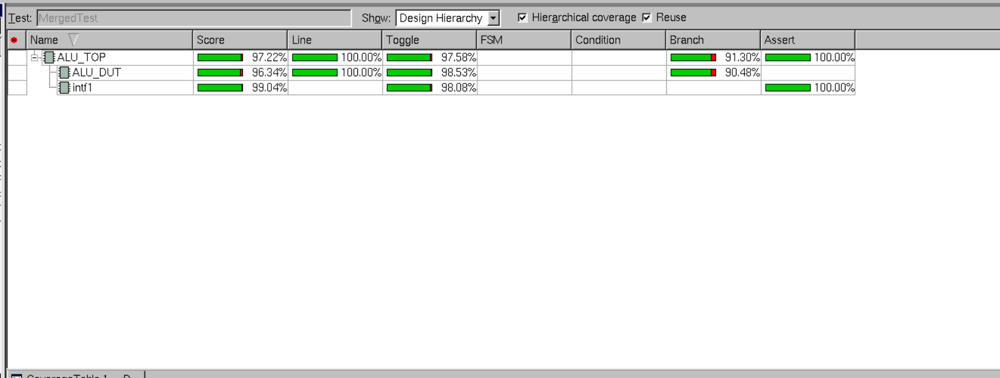 Test: MergedTest Show: Design Hierarchy Hierarchical coverage Reuse
Name Score Line Toggle FSM Condition Branch Assert
ALU_TOP 97.22% 100.00% 97.58% 91.30% 100.00%
ALU_DUT 96.34% 100.00% 98.53% 90.48%
intf1 99.04% 98.08% 100.00%